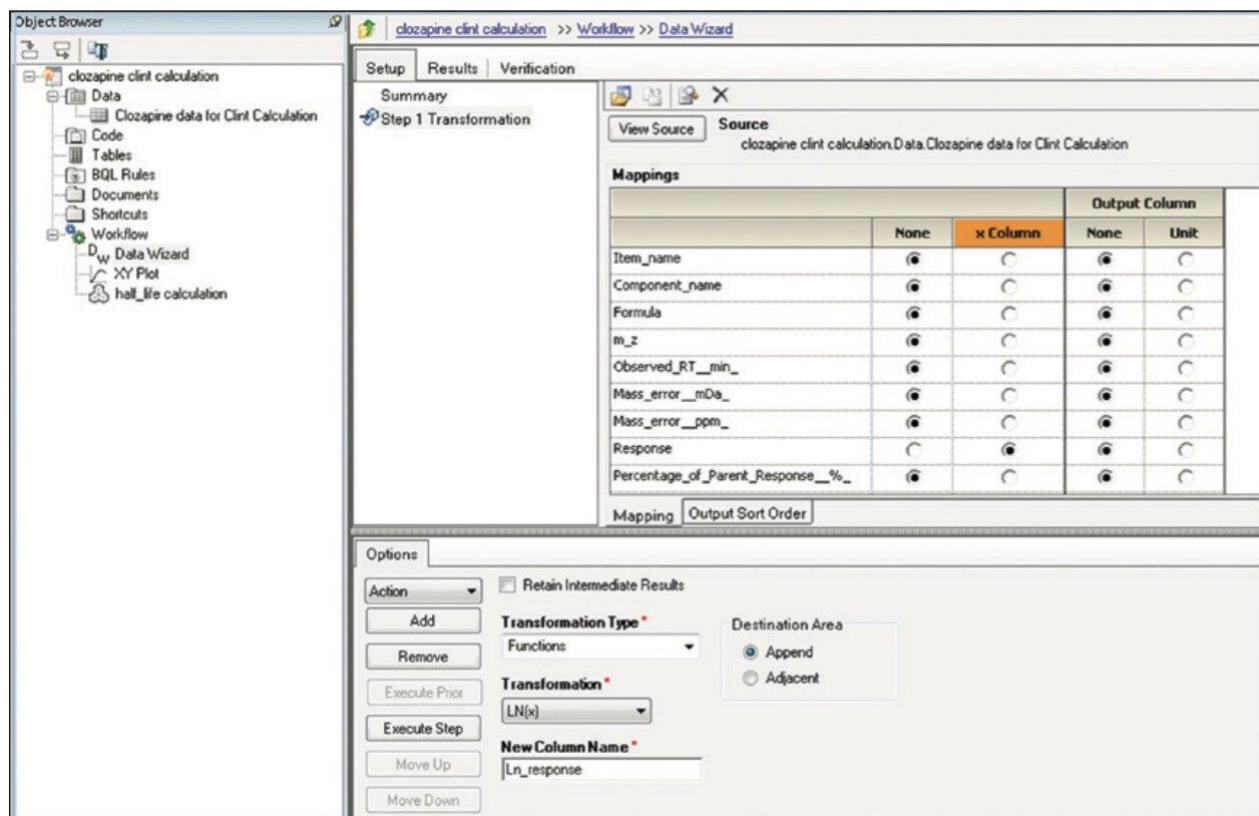 Object Browser
clozapine clint calculation
Data
Clozapine data for Clint Calculation
Code
Tables
BQL Rules
Documents
Shortcuts
Workflow
Data Wizard
XY Plot
half_life calculation
clozapine clint calculation >> Workflow >> Data Wizard
Setup Results Verification
Summary
Step 1 Transformation
View Source Source
clozapine clint calculation.Data.Clozapine data for Clint Calculation
Mappings
Output Column
None x Column None Unit
Item_name
Component_name
Formula
m_z
Observed_RT__min_
Mass_error__mDa_
Mass_error__ppm_
Response
Percentage_of_Parent_Response__%_
Mapping Output Sort Order
Options
Action
Add
Remove
Execute Prior
Execute Step
Move Up
Move Down
Retain Intermediate Results
Transformation Type*
Functions
Transformation*
LN(x)
New Column Name*
Ln_response
Destination Area
Append
Adjacent